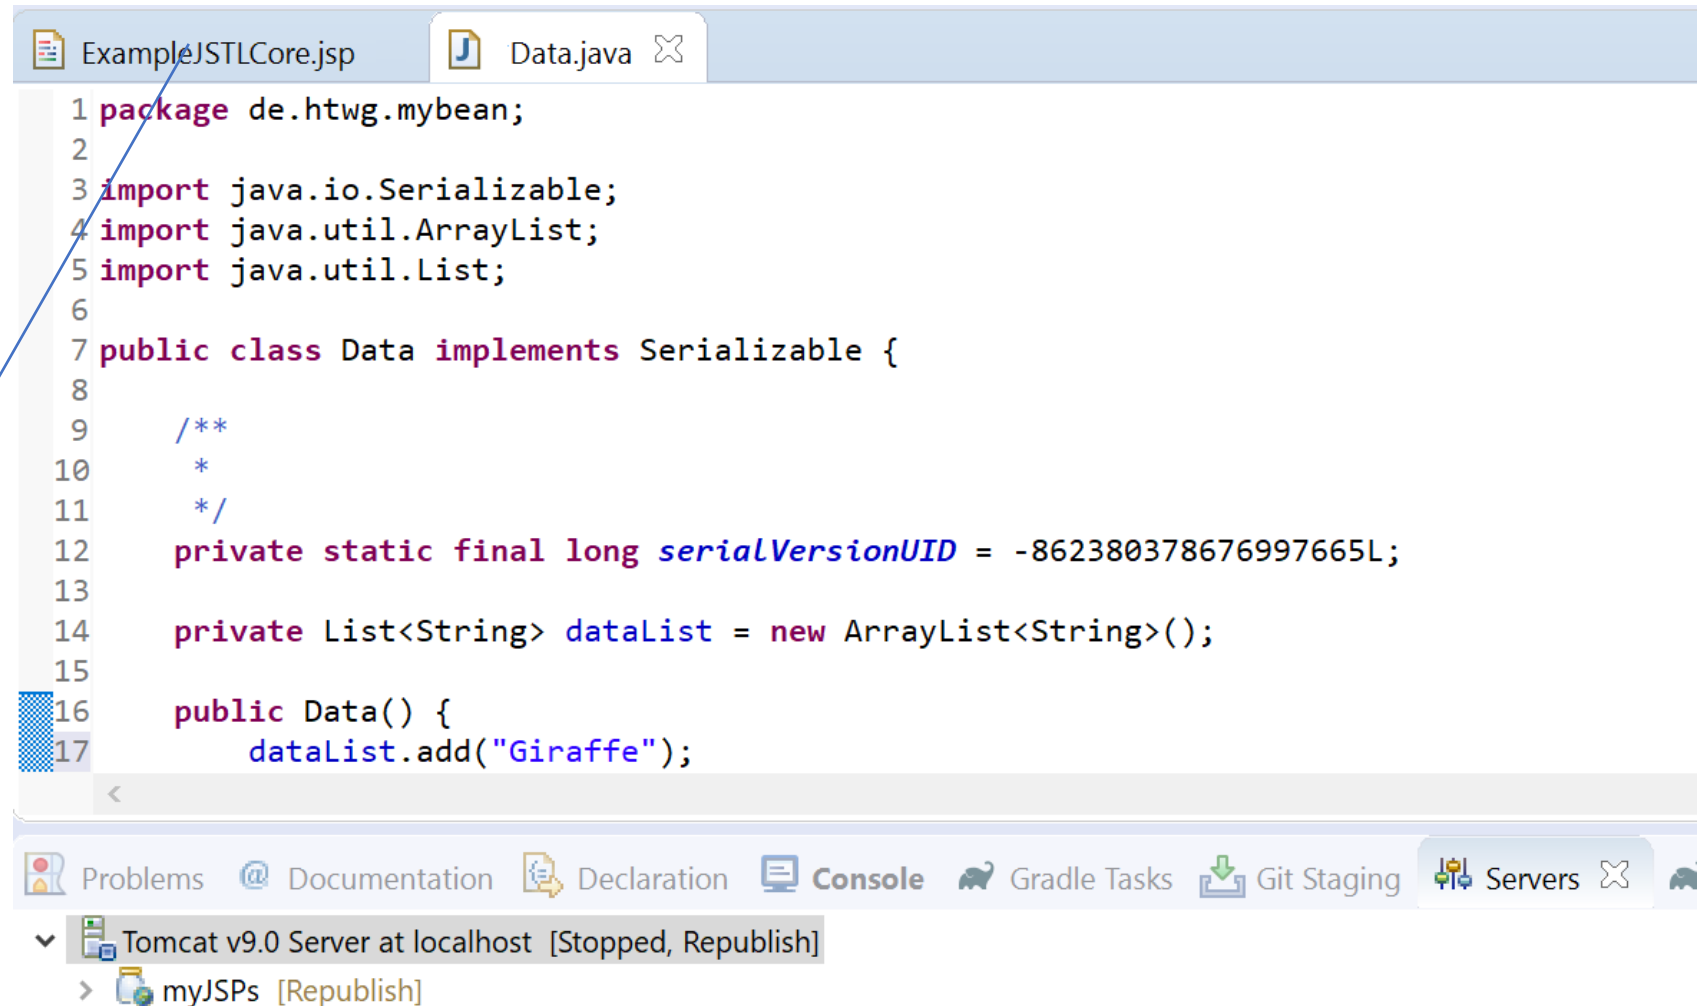 ExampleJSTLCore.jsp Data.java
1 package de.htwg.mybean;
2
3 import java.io.Serializable;
4 import java.util.ArrayList;
5 import java.util.List;
6
7 public class Data implements Serializable {
8
9 /**
10 *
11 */
12 private static final long serialVersionUID = -862380378676997665L;
13
14 private List<String> dataList = new ArrayList<String>();
15
16 public Data() {
17 dataList.add("Giraffe");
Problems @ Documentation Declaration Console Gradle Tasks Git Staging Servers
Tomcat v9.0 Server at localhost [Stopped, Republish]
myJSPs [Republish]